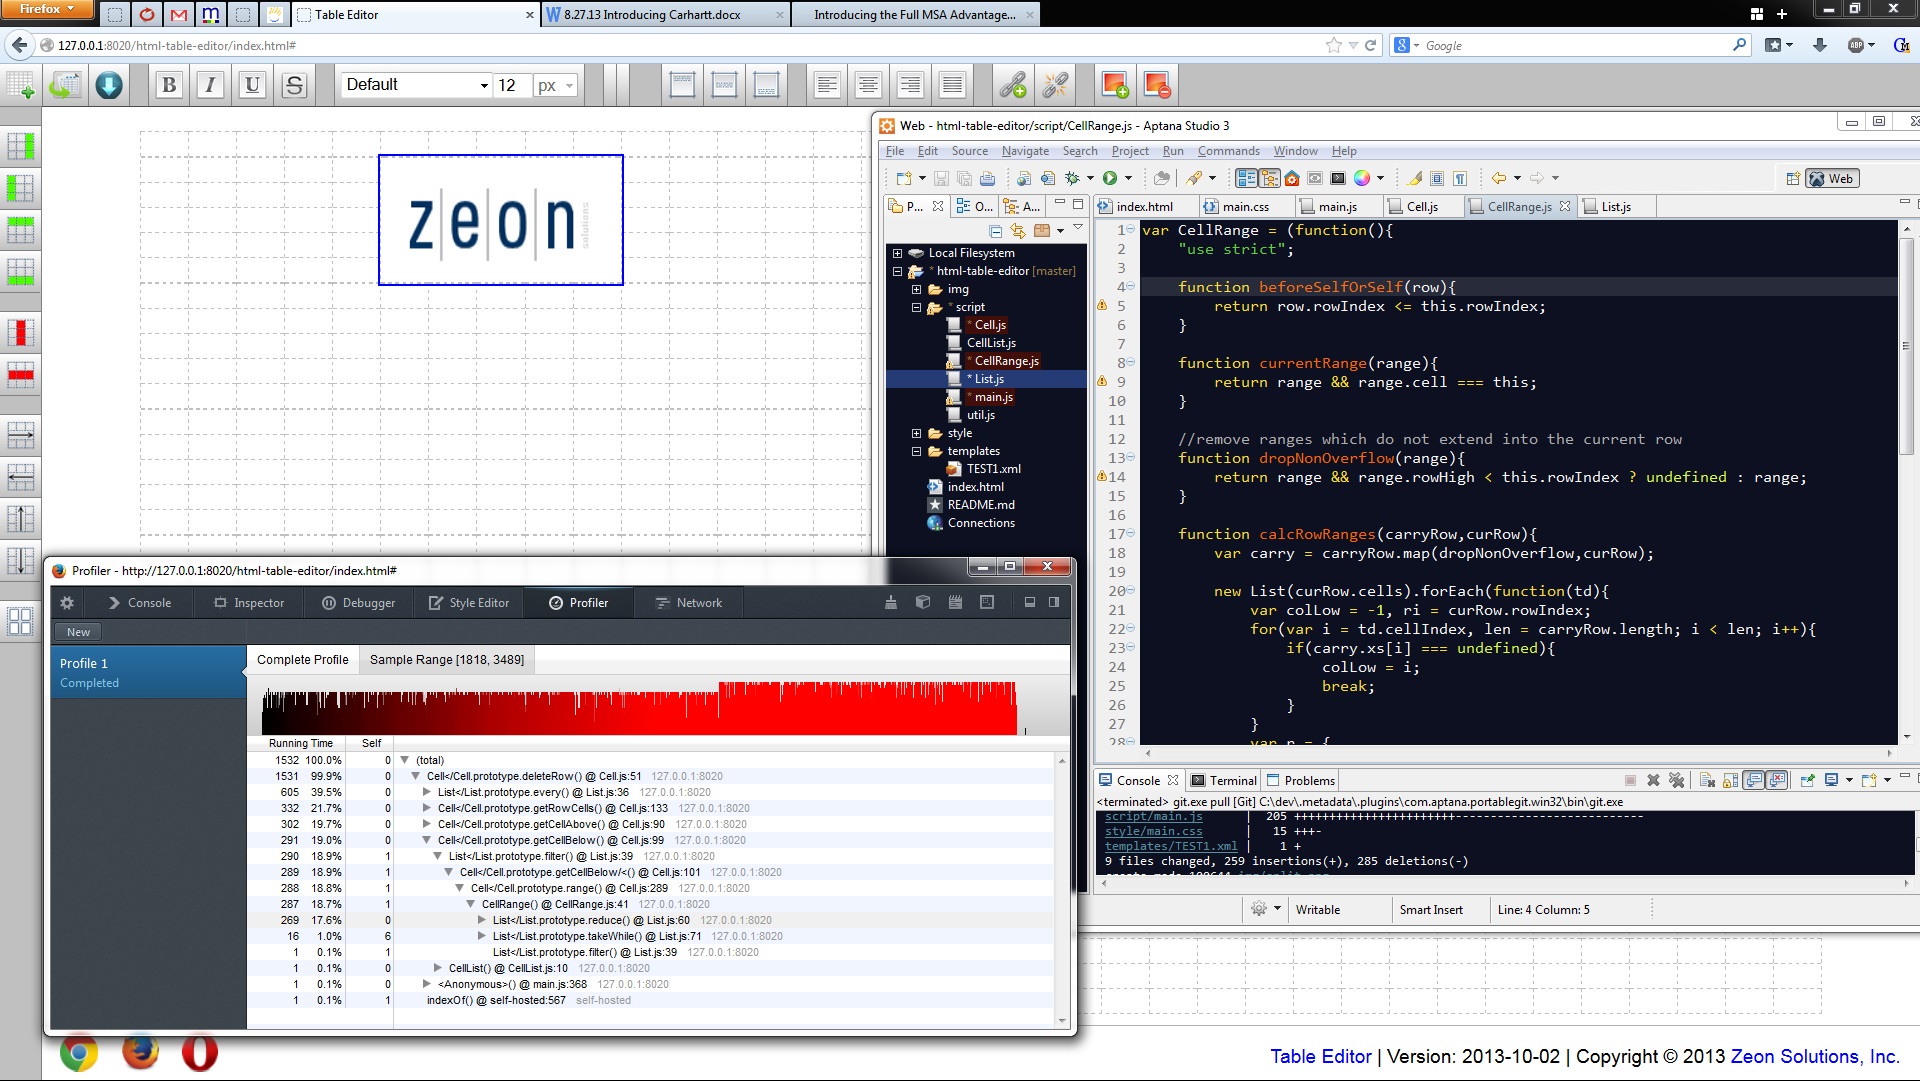 Firefox
Table Editor
8.27.13 Introducing Carhartt.docx
Introducing the Full MSA Advantage...
127.0.0.1:8020/html-table-editor/index.html#
Google
B I U S
Default
12
px
zeon
solutions
Web - html-table-editor/script/CellRange.js - Aptana Studio 3
File Edit Source Navigate Search Project Run Commands Window Help
Web
P... O... A...
index.html main.css main.js Cell.js CellRange.js List.js
Local Filesystem
* html-table-editor [master]
img
* script
* Cell.js
CellList.js
* CellRange.js
* List.js
* main.js
util.js
style
templates
TEST1.xml
index.html
README.md
Connections
1 var CellRange = (function(){
2 "use strict";
3
4 function beforeSelfOrSelf(row){
5 return row.rowIndex <= this.rowIndex;
6 }
7
8 function currentRange(range){
9 return range && range.cell === this;
10 }
11
12 //remove ranges which do not extend into the current row
13 function dropNonOverflow(range){
14 return range && range.rowHigh < this.rowIndex ? undefined : range;
15 }
16
17 function calcRowRanges(carryRow,curRow){
18 var carry = carryRow.map(dropNonOverflow,curRow);
19
20 new List(curRow.cells).forEach(function(td){
21 var colLow = -1, ri = curRow.rowIndex;
22 for(var i = td.cellIndex, len = carryRow.length; i < len; i++){
23 if(carry.xs[i] === undefined){
24 colLow = i;
25 break;
26 }
27 }
28 var r = {
Console Terminal Problems
<terminated> git.exe pull [Git] C:\dev\.metadata\.plugins\com.aptana.portablegit.win32\bin\git.exe
script/main.js | 205 ++++++++++++++++++++++--------------------------
style/main.css | 15 +++-
templates/TEST1.xml | 1 +
9 files changed, 259 insertions(+), 285 deletions(-)
Writable
Smart Insert
Line: 4 Column: 5
Profiler - http://127.0.0.1:8020/html-table-editor/index.html#
Console Inspector Debugger Style Editor Profiler Network
New
Profile 1
Completed
Complete Profile
Sample Range [1818, 3489]
Running Time Self
1532 100.0% 0 (total)
1531 99.9% 0 Cell</Cell.prototype.deleteRow() @ Cell.js:51 127.0.0.1:8020
605 39.5% 0 List</List.prototype.every() @ List.js:36 127.0.0.1:8020
332 21.7% 0 Cell</Cell.prototype.getRowCells() @ Cell.js:133 127.0.0.1:8020
302 19.7% 0 Cell</Cell.prototype.getCellAbove() @ Cell.js:90 127.0.0.1:8020
291 19.0% 0 Cell</Cell.prototype.getCellBelow() @ Cell.js:99 127.0.0.1:8020
290 18.9% 1 List</List.prototype.filter() @ List.js:39 127.0.0.1:8020
289 18.9% 1 Cell</Cell.prototype.getCellBelow/<() @ Cell.js:101 127.0.0.1:8020
288 18.8% 1 Cell</Cell.prototype.range() @ Cell.js:289 127.0.0.1:8020
287 18.7% 1 CellRange() @ CellRange.js:41 127.0.0.1:8020
269 17.6% 0 List</List.prototype.reduce() @ List.js:60 127.0.0.1:8020
16 1.0% 6 List</List.prototype.takeWhile() @ List.js:71 127.0.0.1:8020
1 0.1% 1 List</List.prototype.filter() @ List.js:39 127.0.0.1:8020
1 0.1% 0 CellList() @ CellList.js:10 127.0.0.1:8020
1 0.1% 0 <Anonymous>() @ main.js:368 127.0.0.1:8020
1 0.1% 1 indexOf() @ self-hosted:567 self-hosted
Table Editor | Version: 2013-10-02 | Copyright © 2013 Zeon Solutions, Inc.